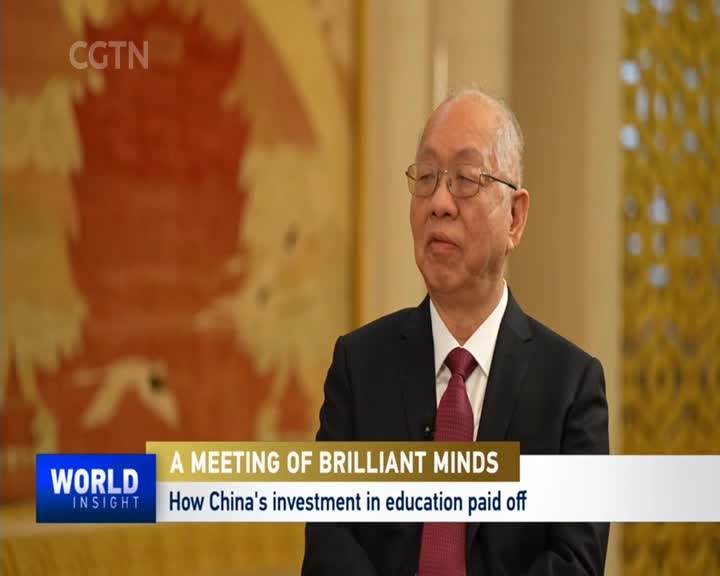 CGTN
A MEETING OF BRILLIANT MINDS
WORLD
INSIGHT
How China's investment in education paid off